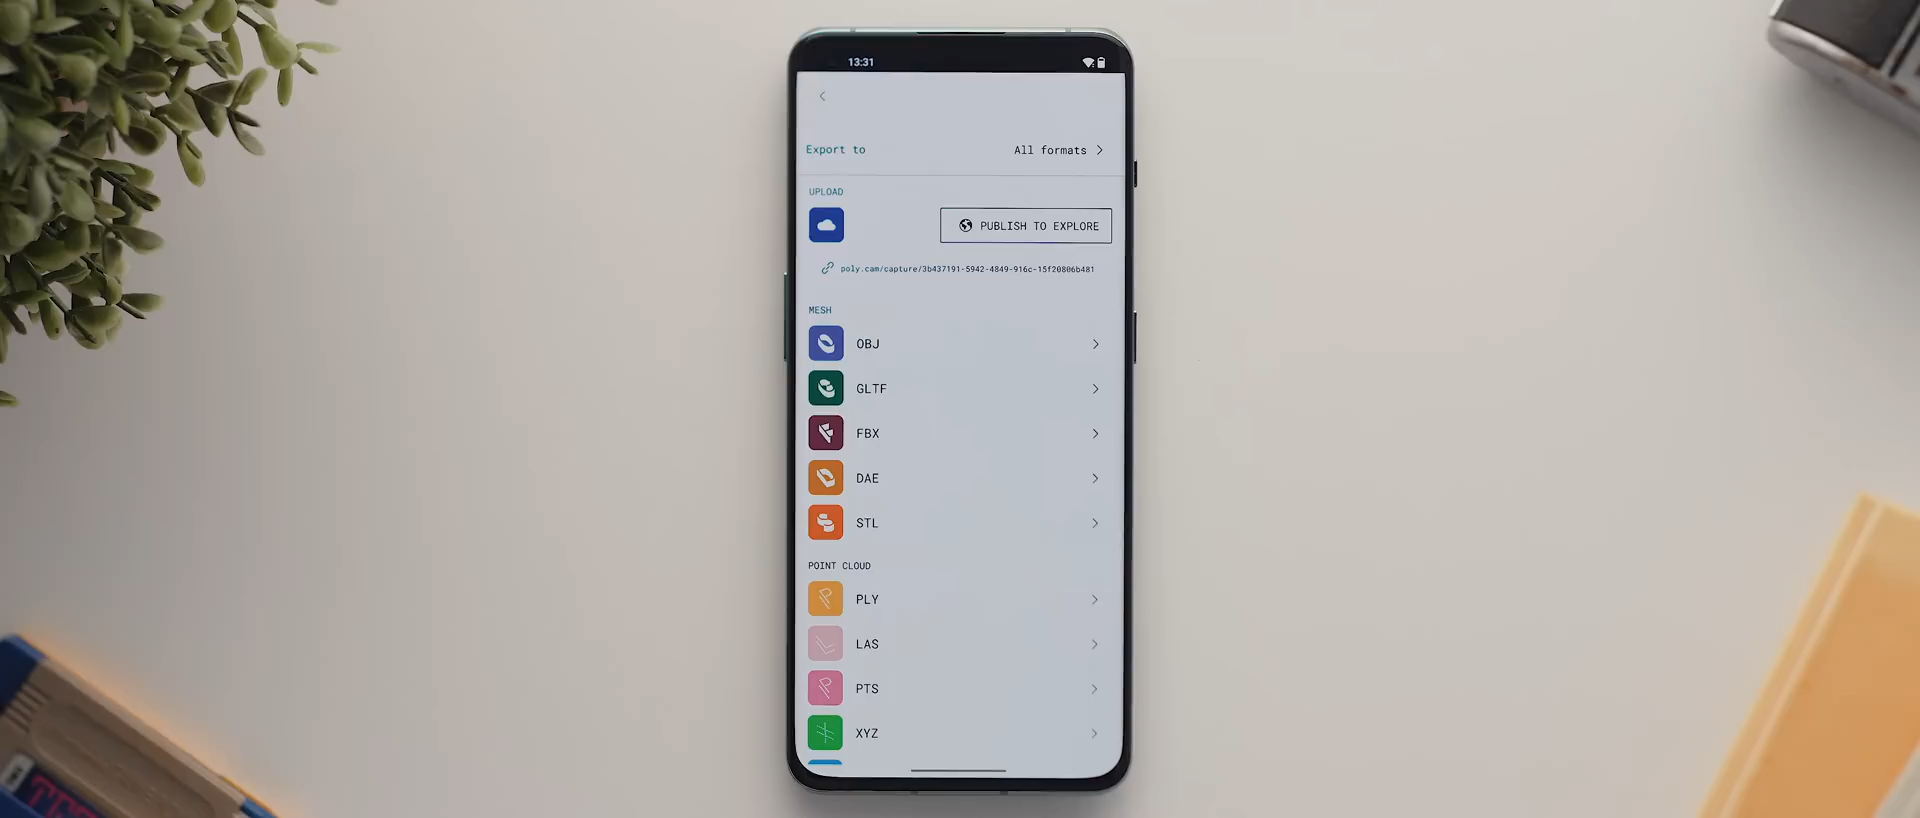 13:31
Export to
All formats
UPLOAD
PUBLISH TO EXPLORE
poly.cam/capture/3b437191-5942-4849-916c-15f20806b481
MESH
OBJ
GLTF
FBX
DAE
STL
POINT CLOUD
PLY
LAS
PTS
XYZ